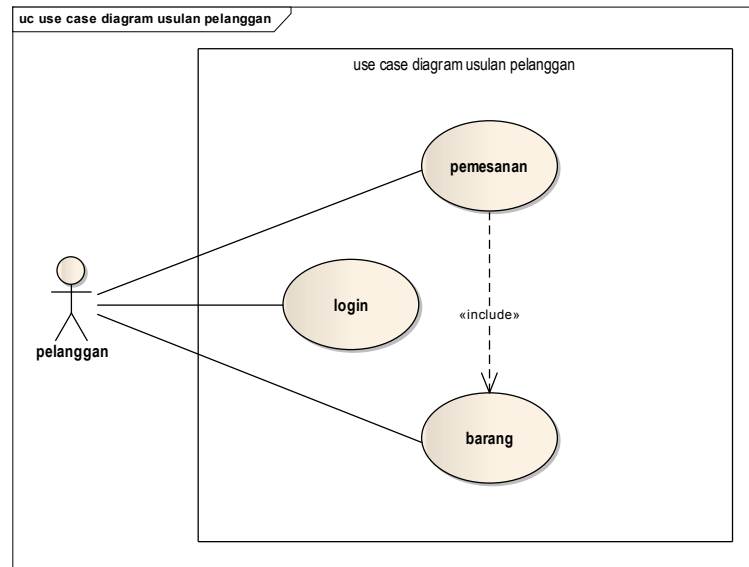 uc use case diagram usulan pelanggan
use case diagram usulan pelanggan
pemesanan
login
«include»
pelanggan
barang